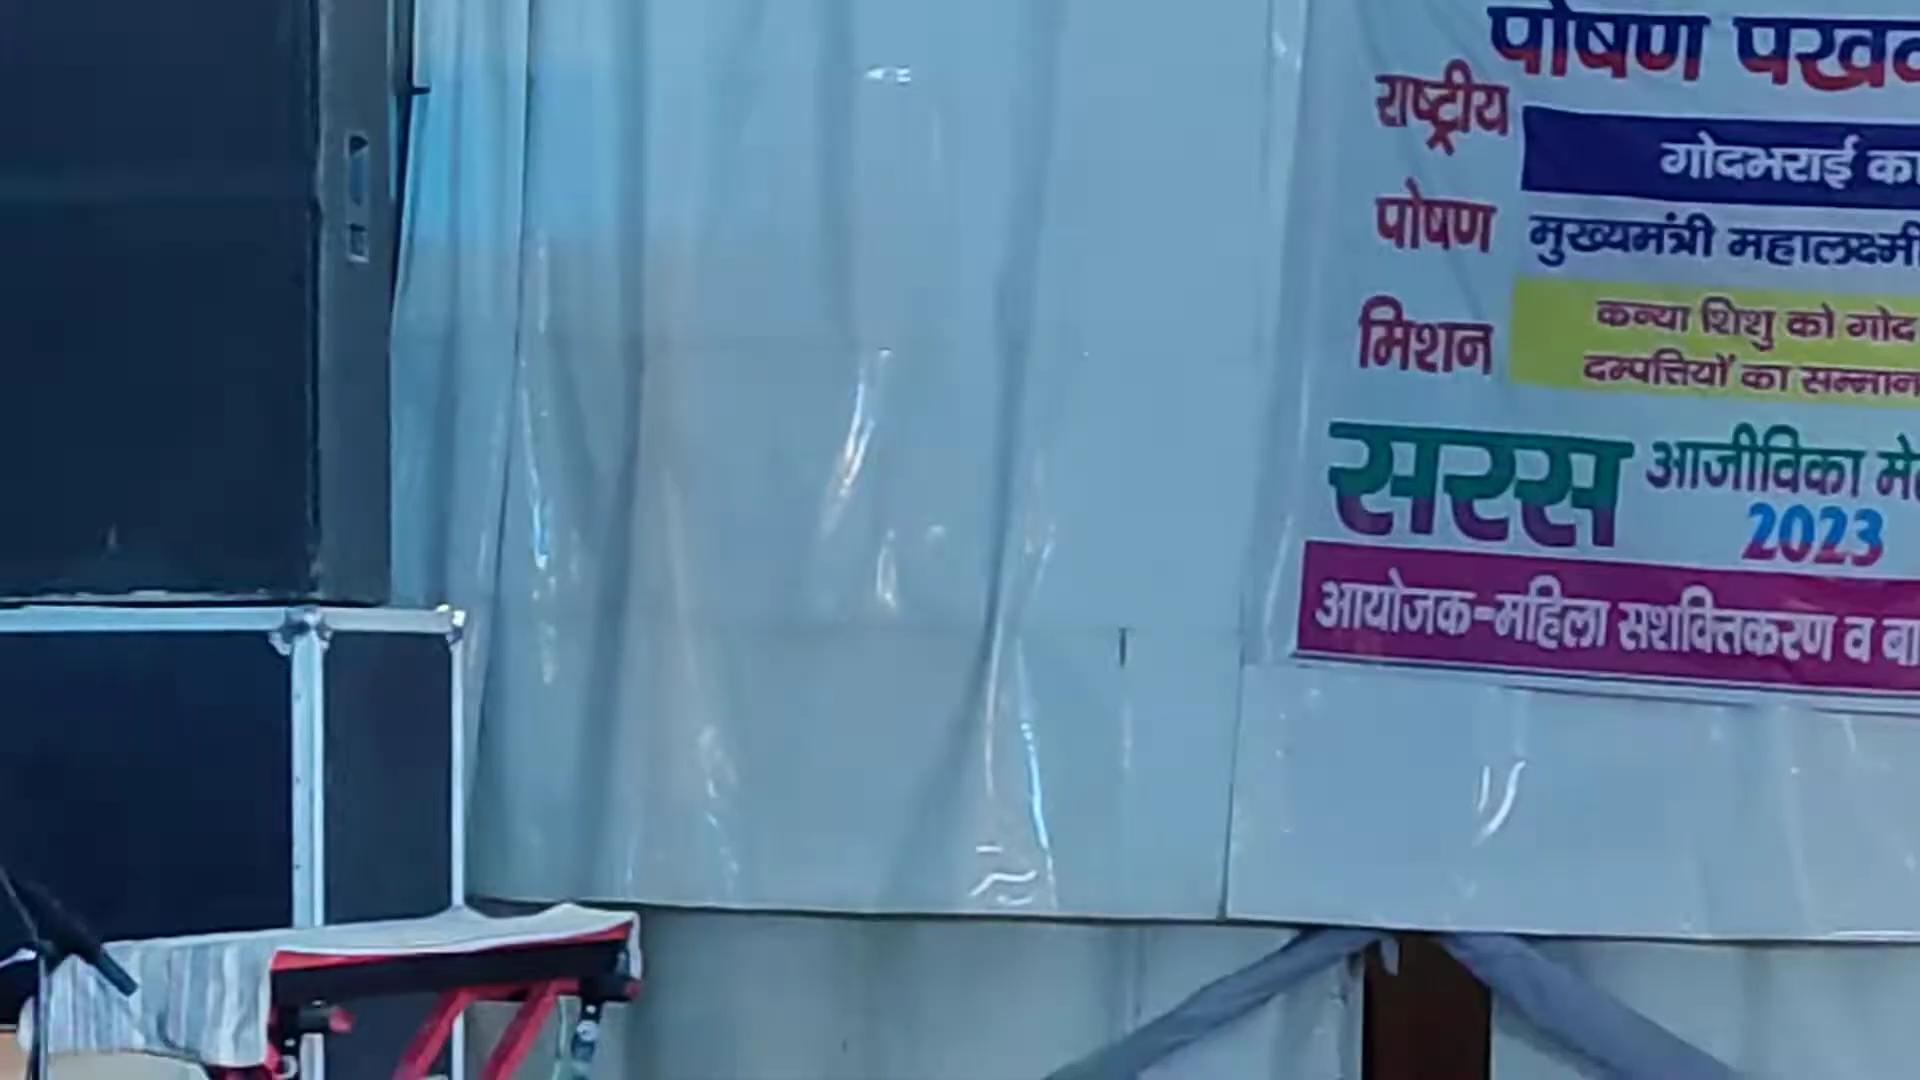 पोषण
राष्ट्रीय
गोदभराई
पोषण
मुख्यमंत्री महालक्ष्मी
मिशन
कन्या शिशु को गोद
दम्पत्तियों का सम्मान
सरस आजीविका
2023
आयोजक-महिला सशक्तिकरण व